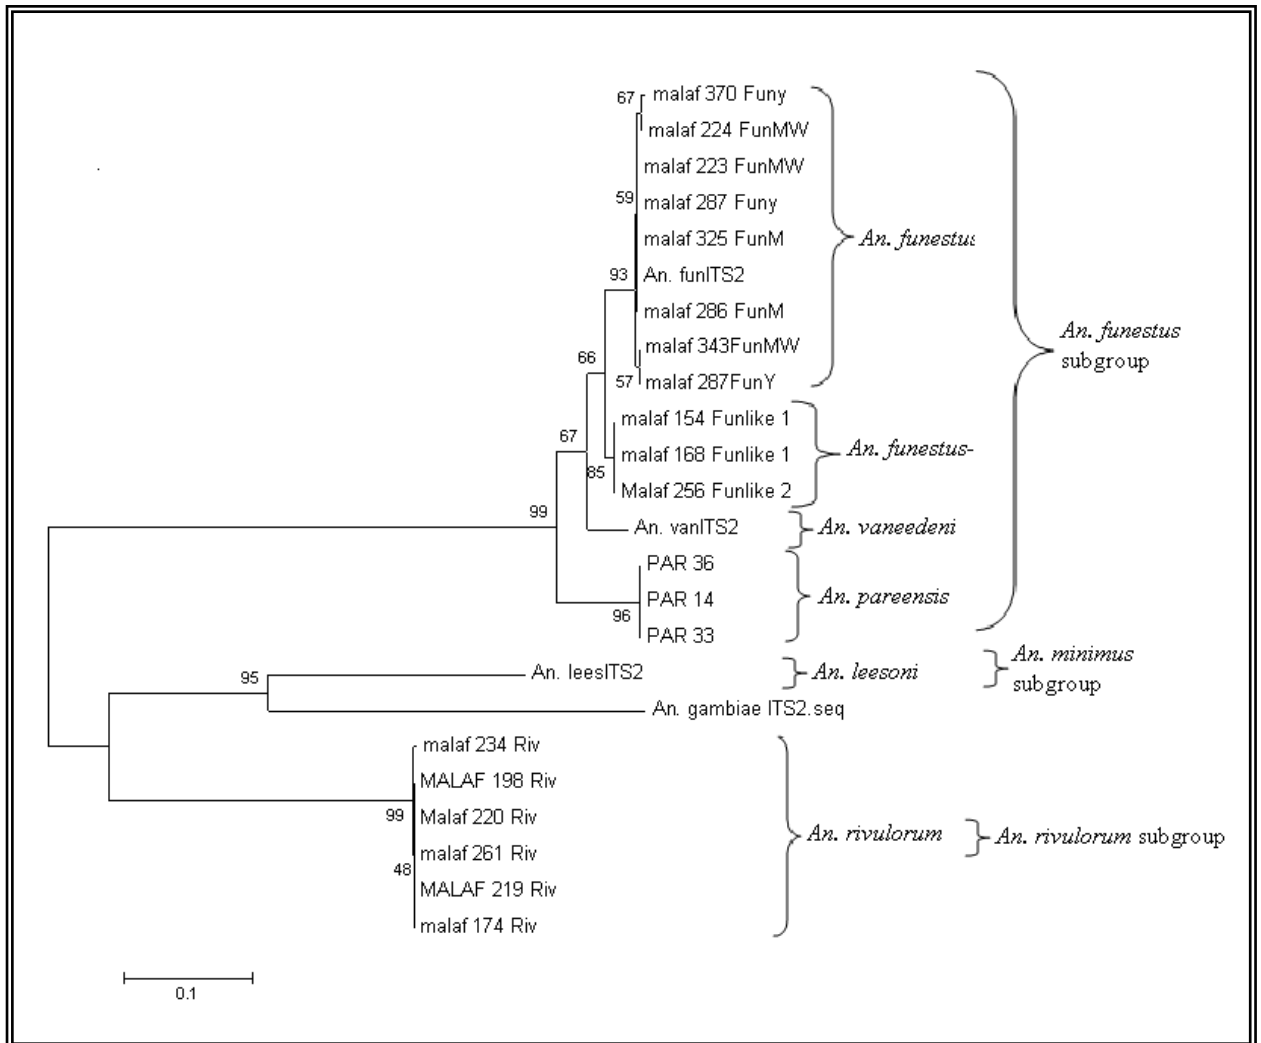 67
malaf 370 Funy
malaf 224 FunMW
malaf 223 FunMW
59
malaf 287 Funy
malaf 325 FunM
An. funestus
93
An. funITS2
malaf 286 FunM
malaf 343FunMW
66
57
malaf 287FunY
An. funestus
subgroup
malaf 154 Funlike 1
67
malaf 168 Funlike 1
An. funestus-
85
Malaf 256 Funlike 2
99
An. vanITS2
An. vaneedeni
PAR 36
PAR 14
An. pareensis
96
PAR 33
95
An. leesITS2
An. leesoni
An. minimus
subgroup
An. gambiae ITS2.seq
malaf 234 Riv
MALAF 198 Riv
99
Malaf 220 Riv
An. rivulorum
An. rivulorum subgroup
malaf 261 Riv
48
MALAF 219 Riv
malaf 174 Riv
0.1